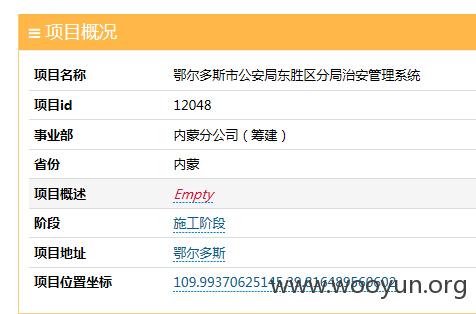 项目概况
项目名称 鄂尔多斯市公安局东胜区分局治安管理系统
项目id 12048
事业部 内蒙分公司（筹建）
省份 内蒙
项目概述 Empty
阶段 施工阶段
项目地址 鄂尔多斯
项目位置坐标 109.99370625145,39.816489560602
www.wooyun.org